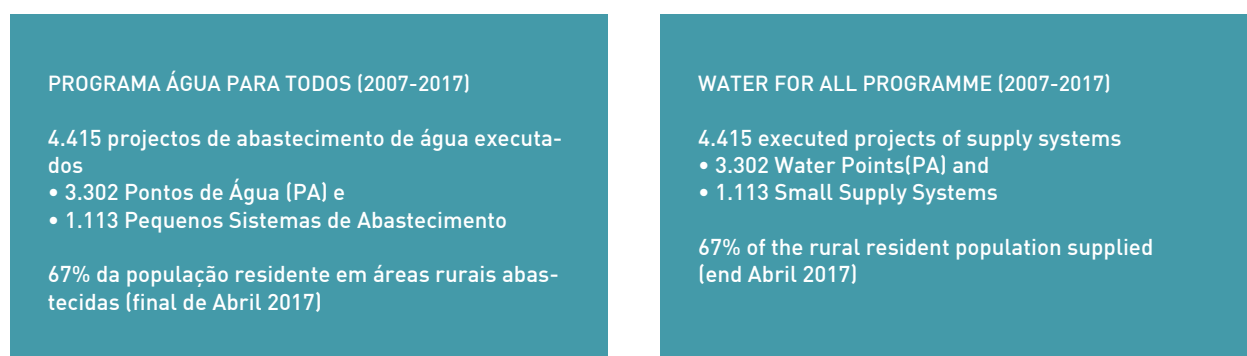 PROGRAMA ÁGUA PARA TODOS (2007-2017)
4.415 projectos de abastecimento de água executa-
dos
• 3.302 Pontos de Água (PA) e
• 1.113 Pequenos Sistemas de Abastecimento
67% da população residente em áreas rurais abas-
tecidas (final de Abril 2017)
WATER FOR ALL PROGRAMME (2007-2017)
4.415 executed projects of supply systems
• 3.302 Water Points(PA) and
• 1.113 Small Supply Systems
67% of the rural resident population supplied
(end Abril 2017)